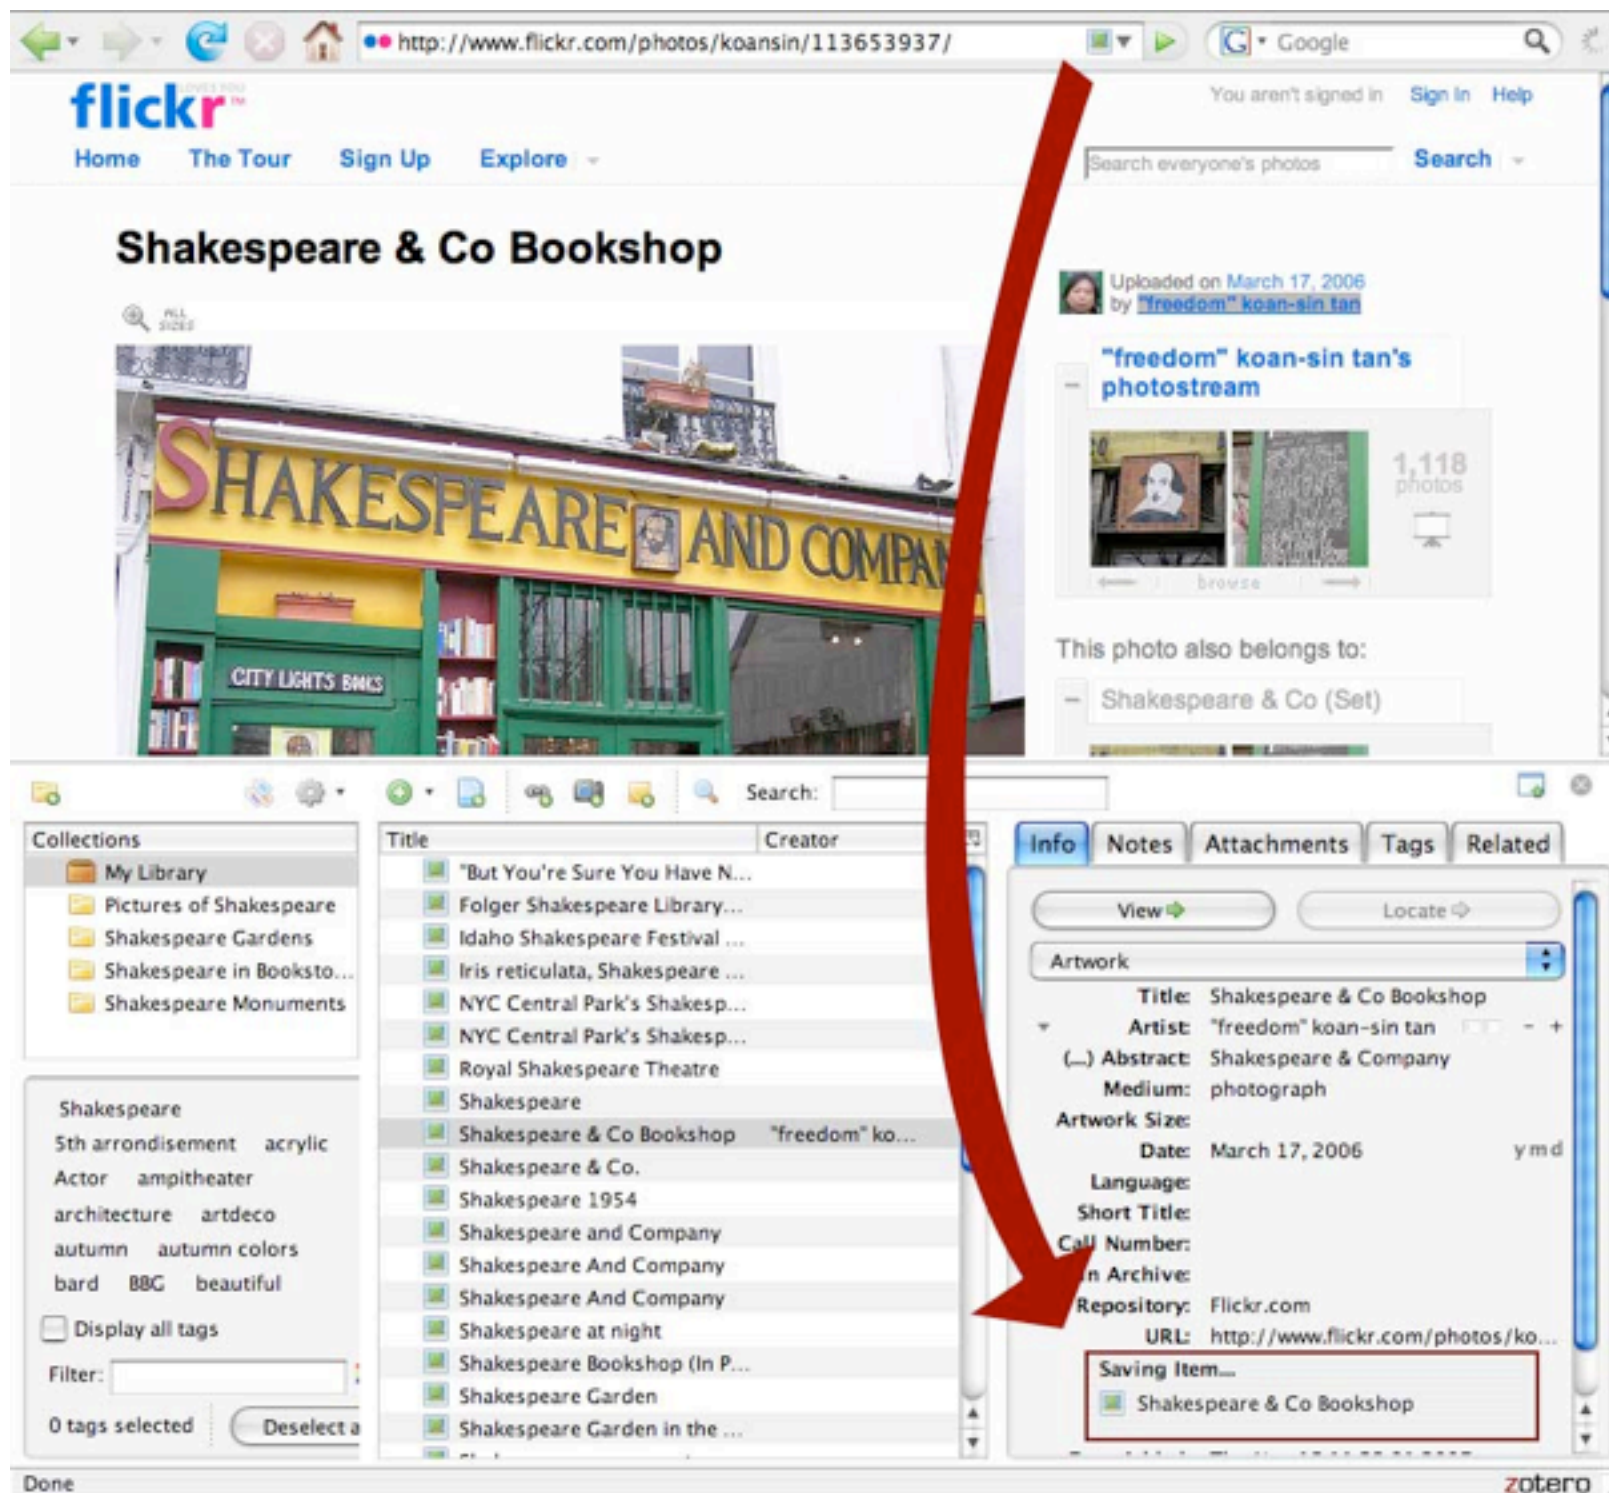 http://www.flickr.com/photos/koansin/113653937/
Google
flickr LOVES YOU TM
You aren't signed in Sign In Help
Home The Tour Sign Up Explore
Search everyone's photos Search
Shakespeare & Co Bookshop
ALL SIZES
Uploaded on March 17, 2006
by "freedom" koan-sin tan
"freedom" koan-sin tan's
photostream
1,118
photos
browse
This photo also belongs to:
Shakespeare & Co (Set)
SHAKESPEARE AND COMPAN
CITY LIGHTS BOOKS
Search:
Collections
My Library
Pictures of Shakespeare
Shakespeare Gardens
Shakespeare in Booksto...
Shakespeare Monuments
Shakespeare
5th arrondisement acrylic
Actor ampitheater
architecture artdeco
autumn autumn colors
bard BBG beautiful
Display all tags
Filter:
0 tags selected Deselect a
Title Creator
"But You're Sure You Have N...
Folger Shakespeare Library...
Idaho Shakespeare Festival ...
Iris reticulata, Shakespeare ...
NYC Central Park's Shakesp...
NYC Central Park's Shakesp...
Royal Shakespeare Theatre
Shakespeare
Shakespeare & Co Bookshop "freedom" ko...
Shakespeare & Co.
Shakespeare 1954
Shakespeare and Company
Shakespeare And Company
Shakespeare And Company
Shakespeare at night
Shakespeare Bookshop (In P...
Shakespeare Garden
Shakespeare Garden in the ...
Info Notes Attachments Tags Related
View Locate
Artwork
Title: Shakespeare & Co Bookshop
Artist: "freedom" koan-sin tan - +
(...) Abstract: Shakespeare & Company
Medium: photograph
Artwork Size:
Date: March 17, 2006 y m d
Language:
Short Title:
Call Number:
In Archive:
Repository: Flickr.com
URL: http://www.flickr.com/photos/ko...
Saving Item...
Shakespeare & Co Bookshop
Done
zotero